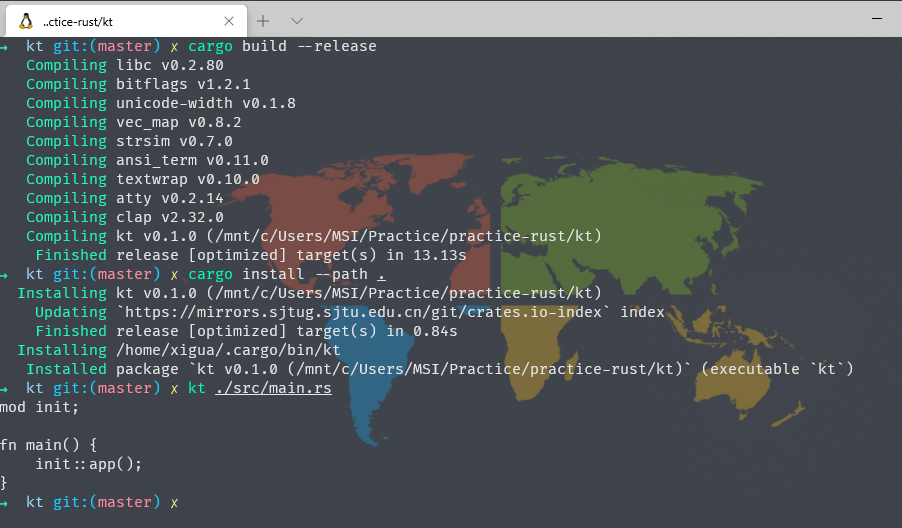 ..ctice-rust/kt
→ kt git:(master) ✗ cargo build --release
Compiling libc v0.2.80
Compiling bitflags v1.2.1
Compiling unicode-width v0.1.8
Compiling vec_map v0.8.2
Compiling strsim v0.7.0
Compiling ansi_term v0.11.0
Compiling textwrap v0.10.0
Compiling atty v0.2.14
Compiling clap v2.32.0
Compiling kt v0.1.0 (/mnt/c/Users/MSI/Practice/practice-rust/kt)
Finished release [optimized] target(s) in 13.13s
→ kt git:(master) ✗ cargo install --path .
Installing kt v0.1.0 (/mnt/c/Users/MSI/Practice/practice-rust/kt)
Updating `https://mirrors.sjtug.sjtu.edu.cn/git/crates.io-index` index
Finished release [optimized] target(s) in 0.84s
Installing /home/xigua/.cargo/bin/kt
Installed package `kt v0.1.0 (/mnt/c/Users/MSI/Practice/practice-rust/kt)` (executable `kt`)
→ kt git:(master) ✗ kt ./src/main.rs
mod init;
fn main() {
    init::app();
}
→ kt git:(master) ✗